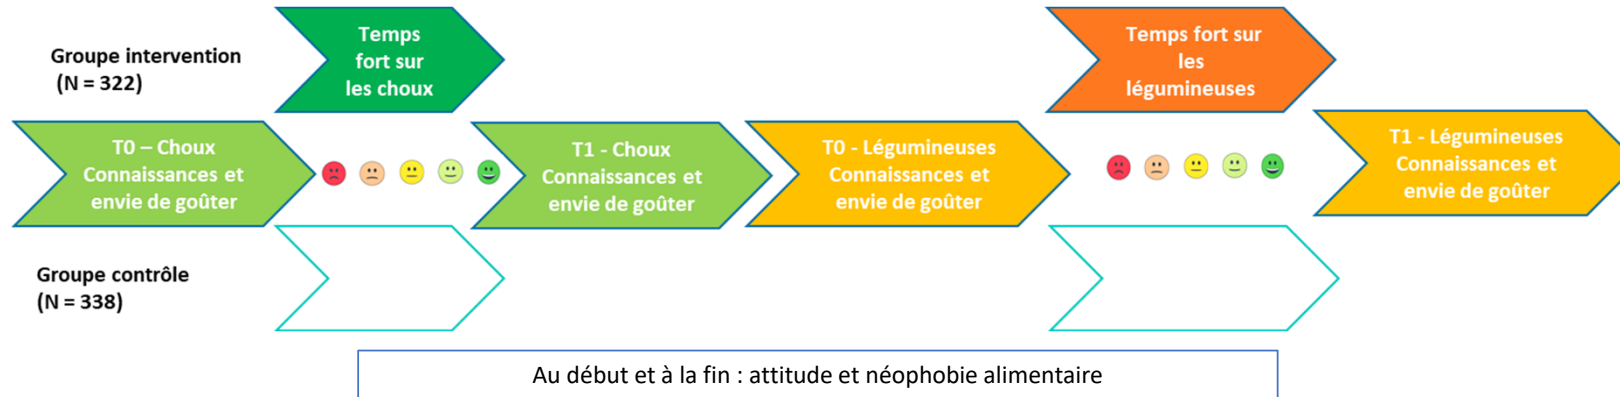 Groupe intervention
(N = 322)
Temps
fort sur
les choux
Temps fort sur
les
légumineuses
T0 – Choux
Connaissances et
envie de goûter
T1 - Choux
Connaissances et
envie de goûter
T0 - Légumineuses
Connaissances et
envie de goûter
T1 - Légumineuses
Connaissances et
envie de goûter
Groupe contrôle
(N = 338)
Au début et à la fin : attitude et néophobie alimentaire